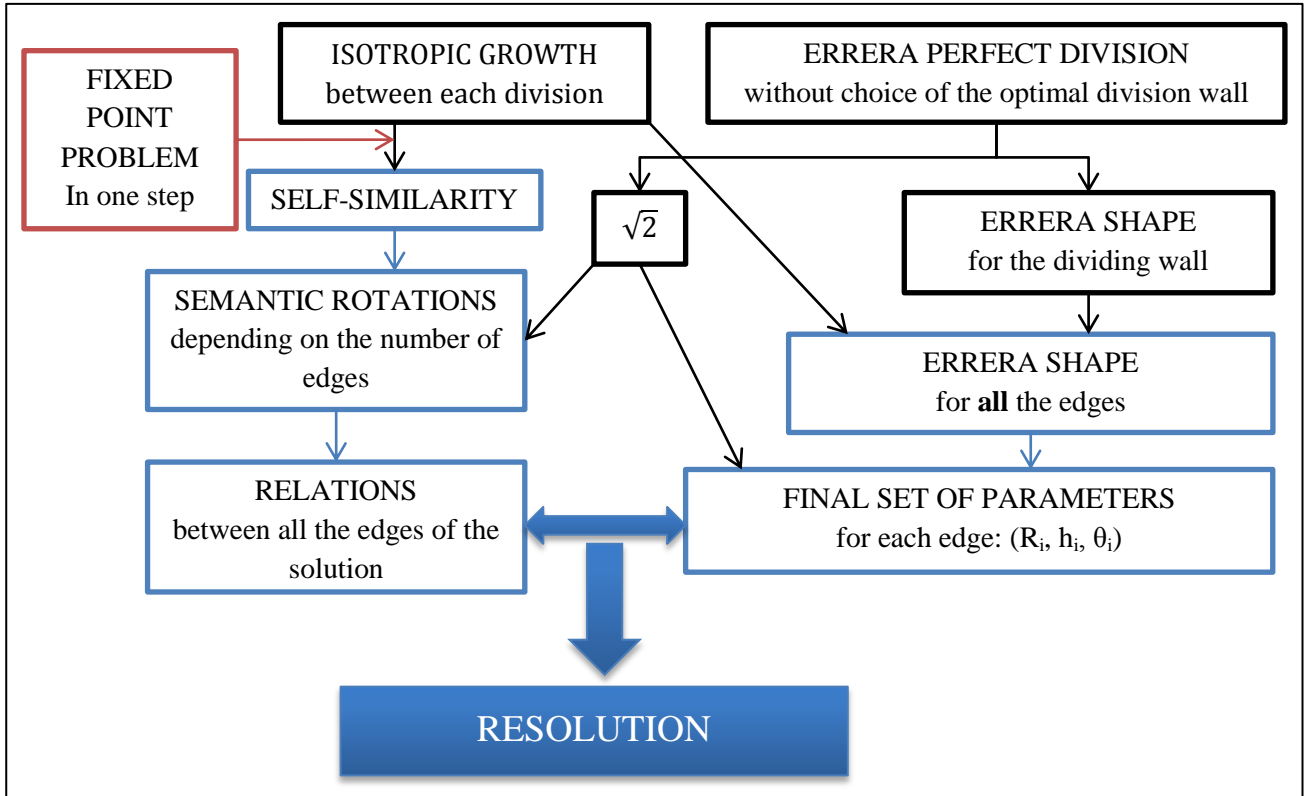 FIXED
POINT
PROBLEM
In one step
ISOTROPIC GROWTH
between each division
ERRERA PERFECT DIVISION
without choice of the optimal division wall
SELF-SIMILARITY
√2
ERRERA SHAPE
for the dividing wall
SEMANTIC ROTATIONS
depending on the number of
edges
ERRERA SHAPE
for all the edges
RELATIONS
between all the edges of the
solution
FINAL SET OF PARAMETERS
for each edge: (Rᵢ, hᵢ, θᵢ)
RESOLUTION